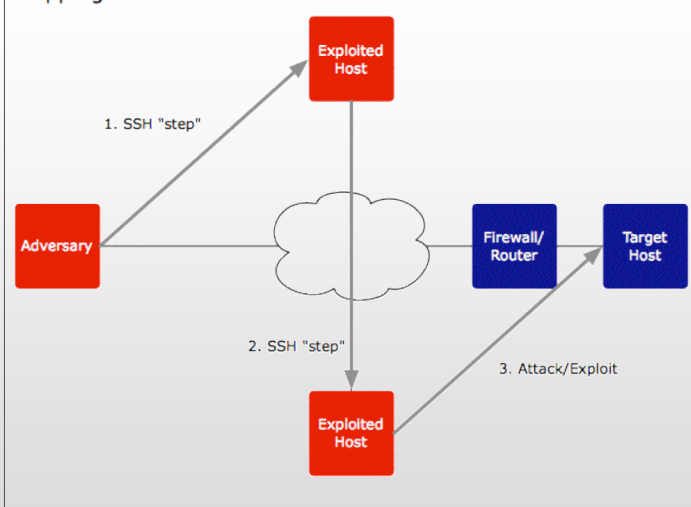 Exploited
Host
1. SSH "step"
Adversary
Firewall/
Router
Target
Host
2. SSH "step"
3. Attack/Exploit
Exploited
Host